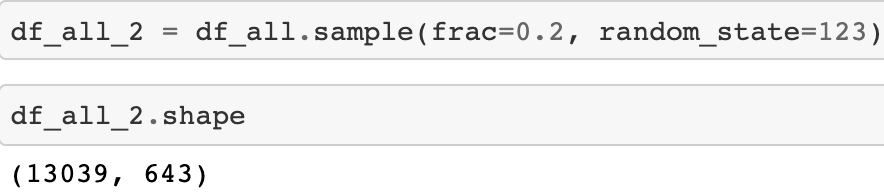 df_all_2 = df_all.sample(frac=0.2, random_state=123)
df_all_2.shape
(13039, 643)